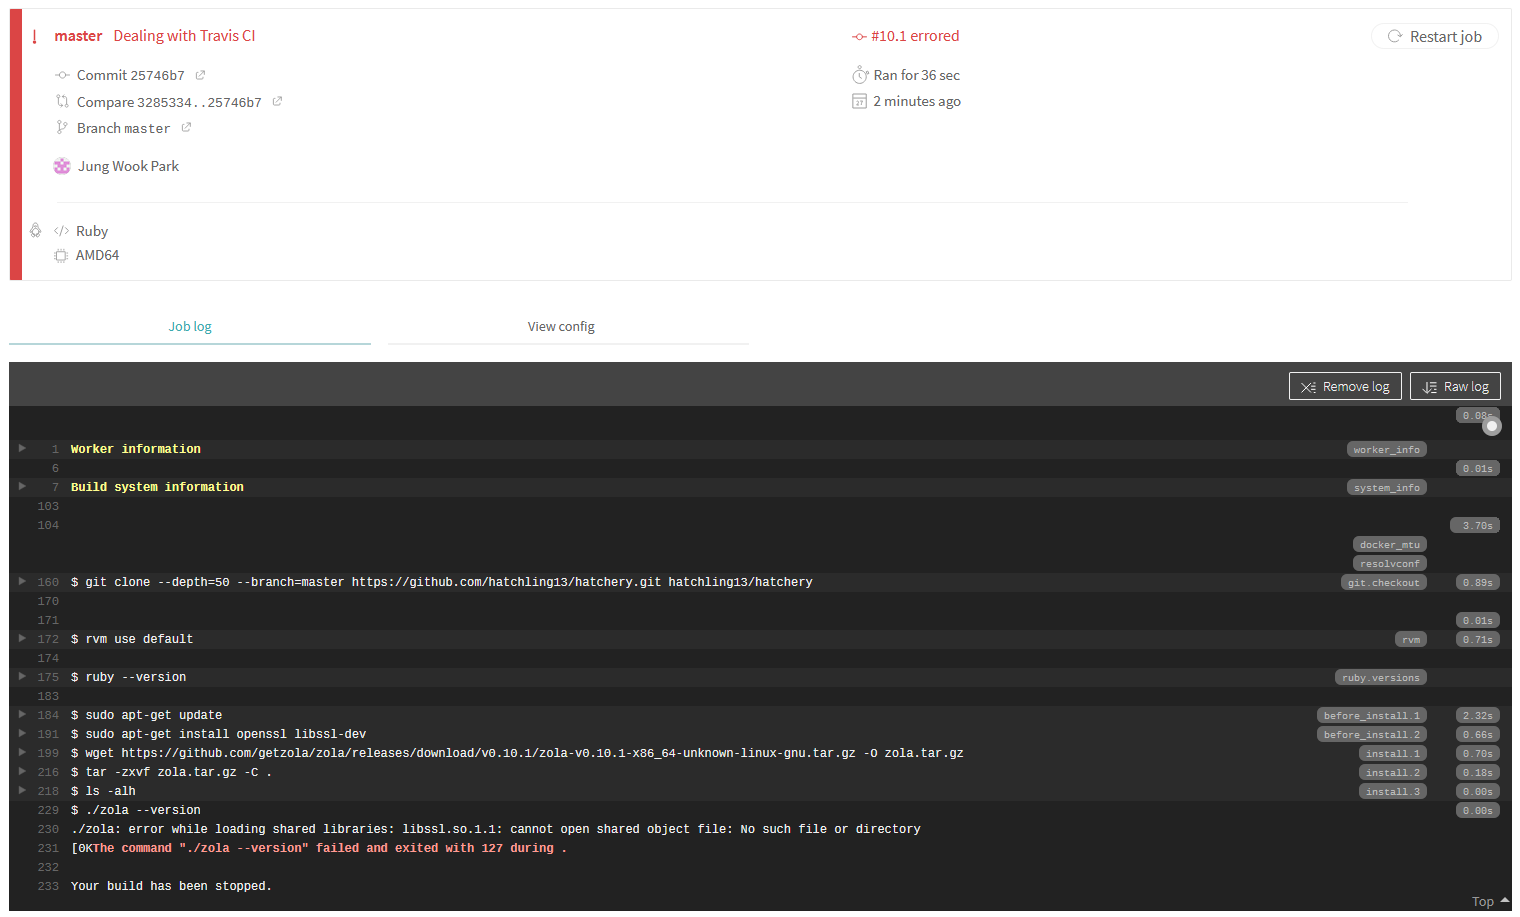 master Dealing with Travis CI
#10.1 errored
Restart job
Commit 25746b7
Ran for 36 sec
Compare 3285334..25746b7
2 minutes ago
Branch master
Jung Wook Park
Ruby
AMD64
Job log
View config
Remove log
Raw log
0.08s
1 Worker information worker_info
6 0.01s
7 Build system information system_info
103
104 3.70s
docker_mtu
resolvconf
160 $ git clone --depth=50 --branch=master https://github.com/hatchling13/hatchery.git hatchling13/hatchery git.checkout 0.89s
170
171 0.01s
172 $ rvm use default rvm 0.71s
174
175 $ ruby --version ruby.versions
183
184 $ sudo apt-get update before_install.1 2.32s
191 $ sudo apt-get install openssl libssl-dev before_install.2 0.66s
199 $ wget https://github.com/getzola/zola/releases/download/v0.10.1/zola-v0.10.1-x86_64-unknown-linux-gnu.tar.gz -O zola.tar.gz install.1 0.70s
216 $ tar -zxvf zola.tar.gz -C . install.2 0.18s
218 $ ls -alh install.3 0.00s
229 $ ./zola --version 0.00s
230 ./zola: error while loading shared libraries: libssl.so.1.1: cannot open shared object file: No such file or directory
231 [0KThe command "./zola --version" failed and exited with 127 during .
232
233 Your build has been stopped.
Top